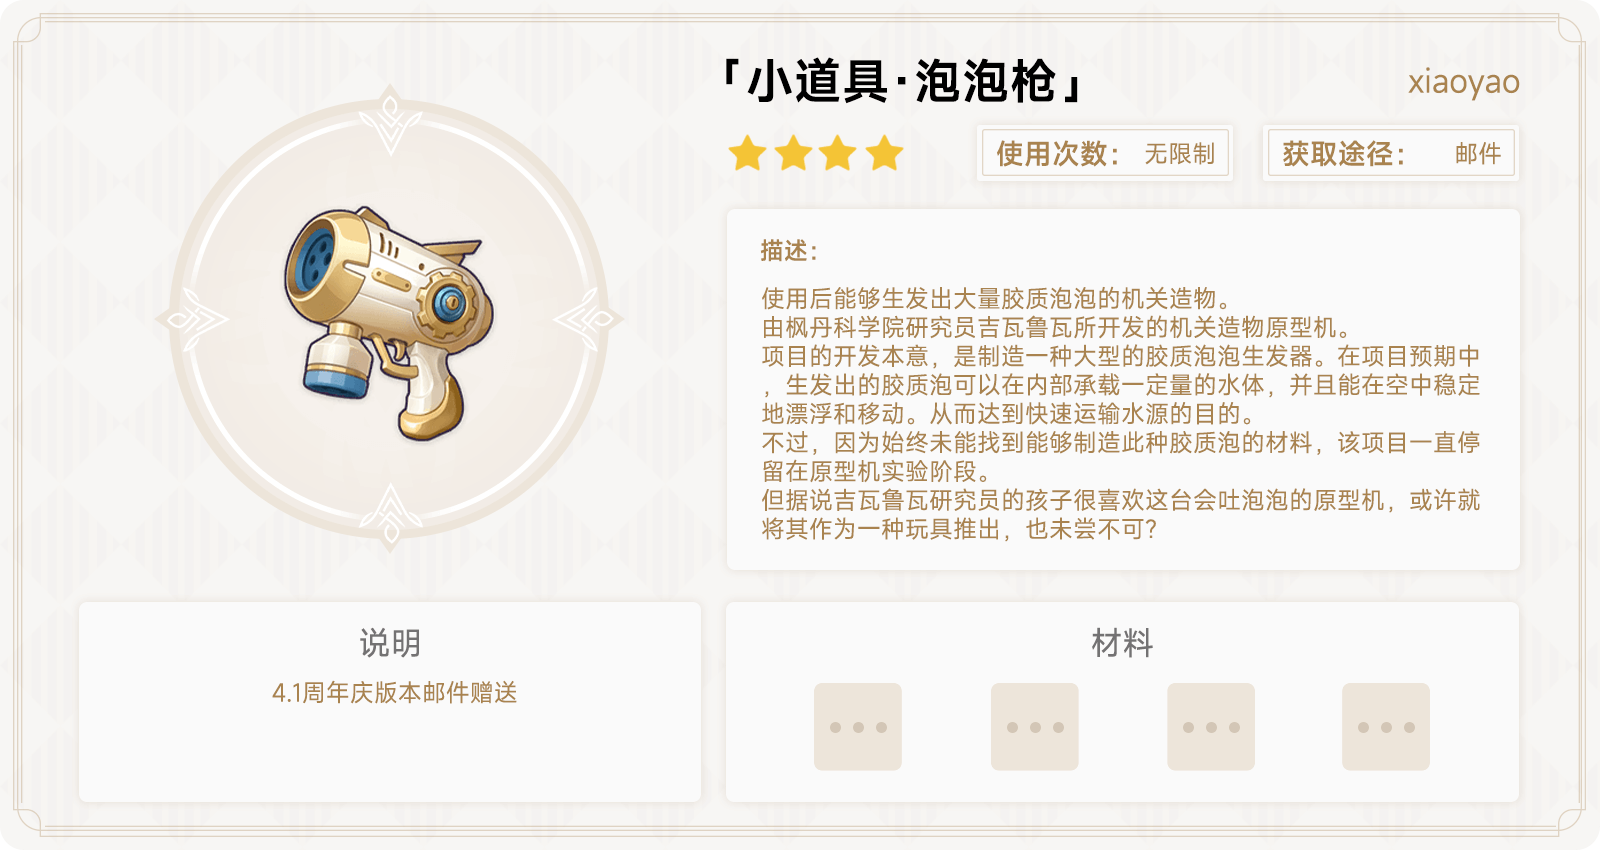 「小道具·泡泡枪」
xiaoyao
使用次数： 无限制
获取途径： 邮件
描述：
使用后能够生发出大量胶质泡泡的机关造物。
由枫丹科学院研究员吉瓦鲁瓦所开发的机关造物原型机。
项目的开发本意，是制造一种大型的胶质泡泡生发器。在项目预期中
，生发出的胶质泡可以在内部承载一定量的水体，并且能在空中稳定
地漂浮和移动。从而达到快速运输水源的目的。
不过，因为始终未能找到能够制造此种胶质泡的材料，该项目一直停
留在原型机实验阶段。
但据说吉瓦鲁瓦研究员的孩子很喜欢这台会吐泡泡的原型机，或许就
将其作为一种玩具推出，也未尝不可？
说明
4.1周年庆版本邮件赠送
材料